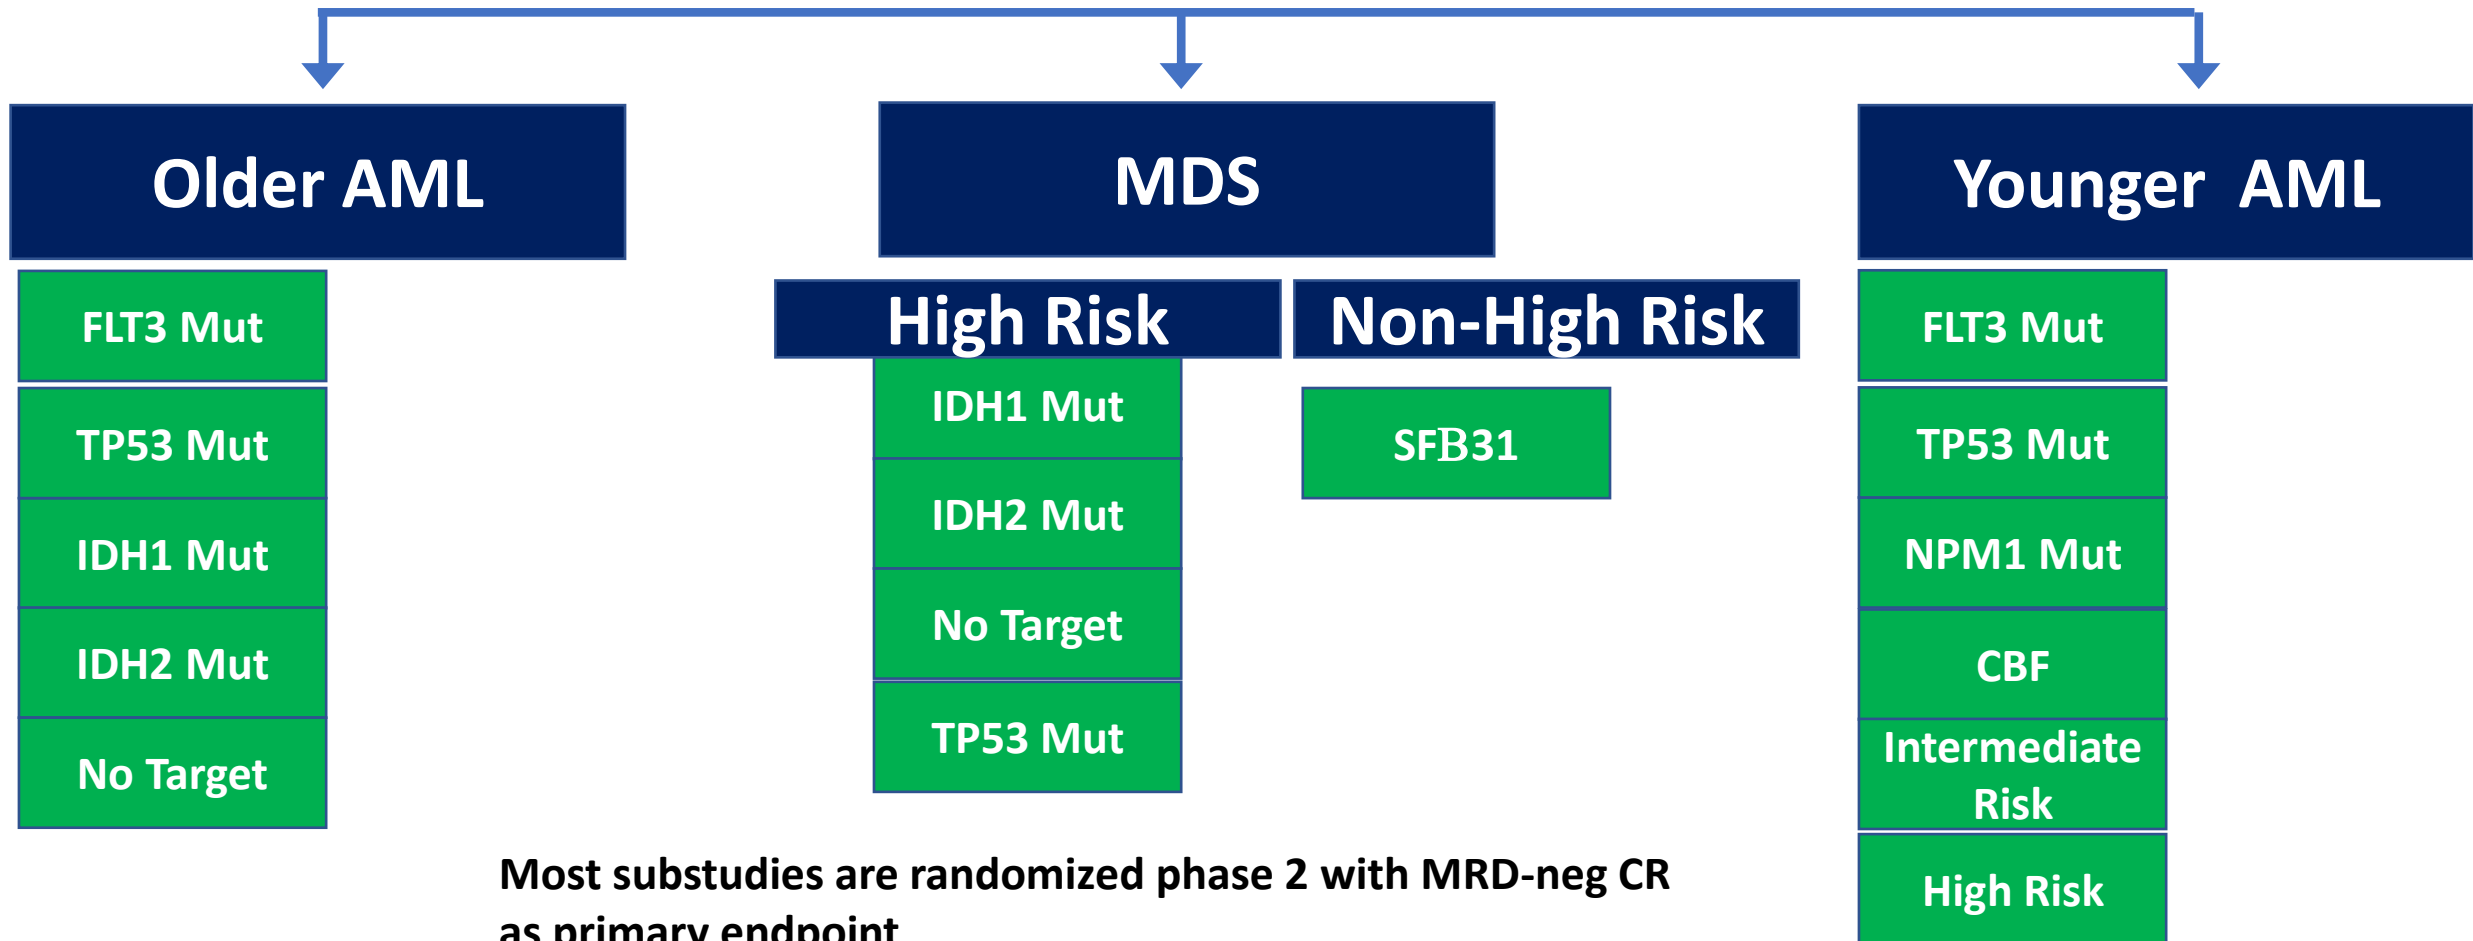 Older AML
MDS
Younger AML
FLT3 Mut
TP53 Mut
IDH1 Mut
IDH2 Mut
No Target
High Risk
IDH1 Mut
IDH2 Mut
No Target
TP53 Mut
Non-High Risk
SFB31
FLT3 Mut
TP53 Mut
NPM1 Mut
CBF
Intermediate
Risk
High Risk
Most substudies are randomized phase 2 with MRD-neg CR
as primary endpoint